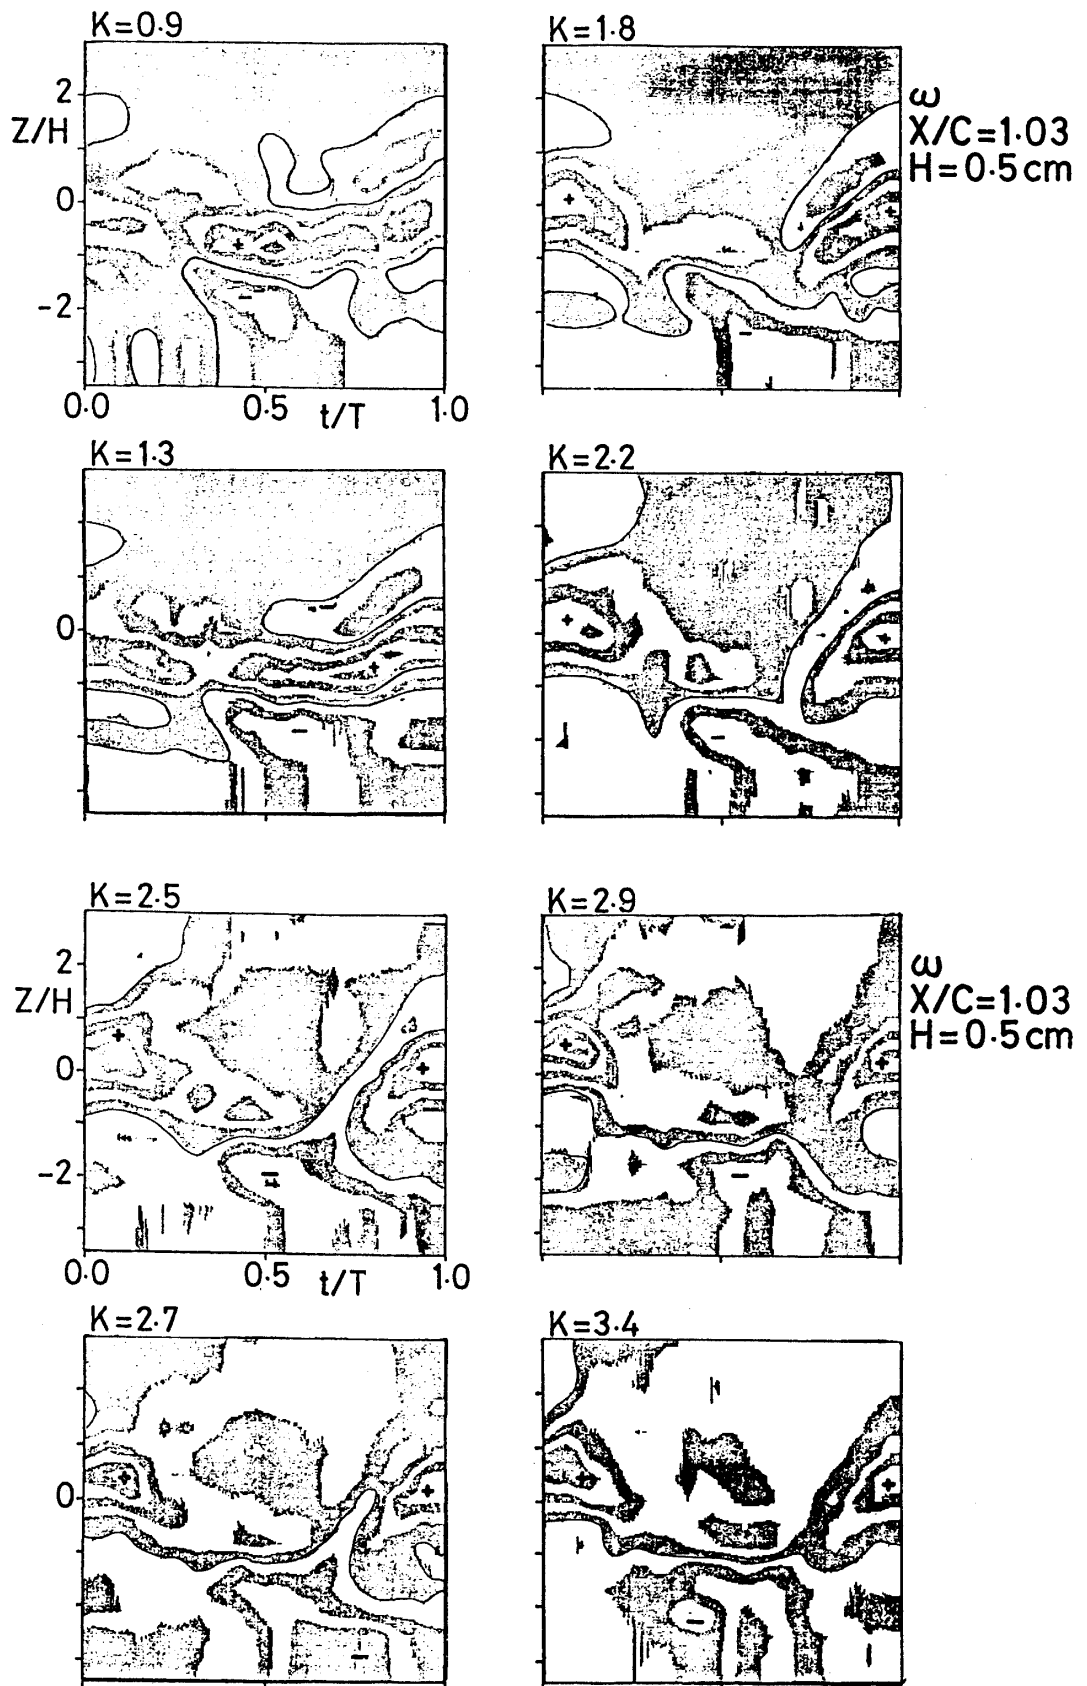 K=0.9
K=1.8
2
Z/H
0
-2
+
−
+
−
ω
X/C=1.03
H=0.5cm
0.0
0.5
1.0
t/T
K=1.3
K=2.2
0
+
−
+
+
−
K=2.5
K=2.9
2
Z/H
0
-2
+
+
−
+
+
−
ω
X/C=1.03
H=0.5cm
0.0
0.5
1.0
t/T
K=2.7
K=3.4
0
+
+
−
+
+
−